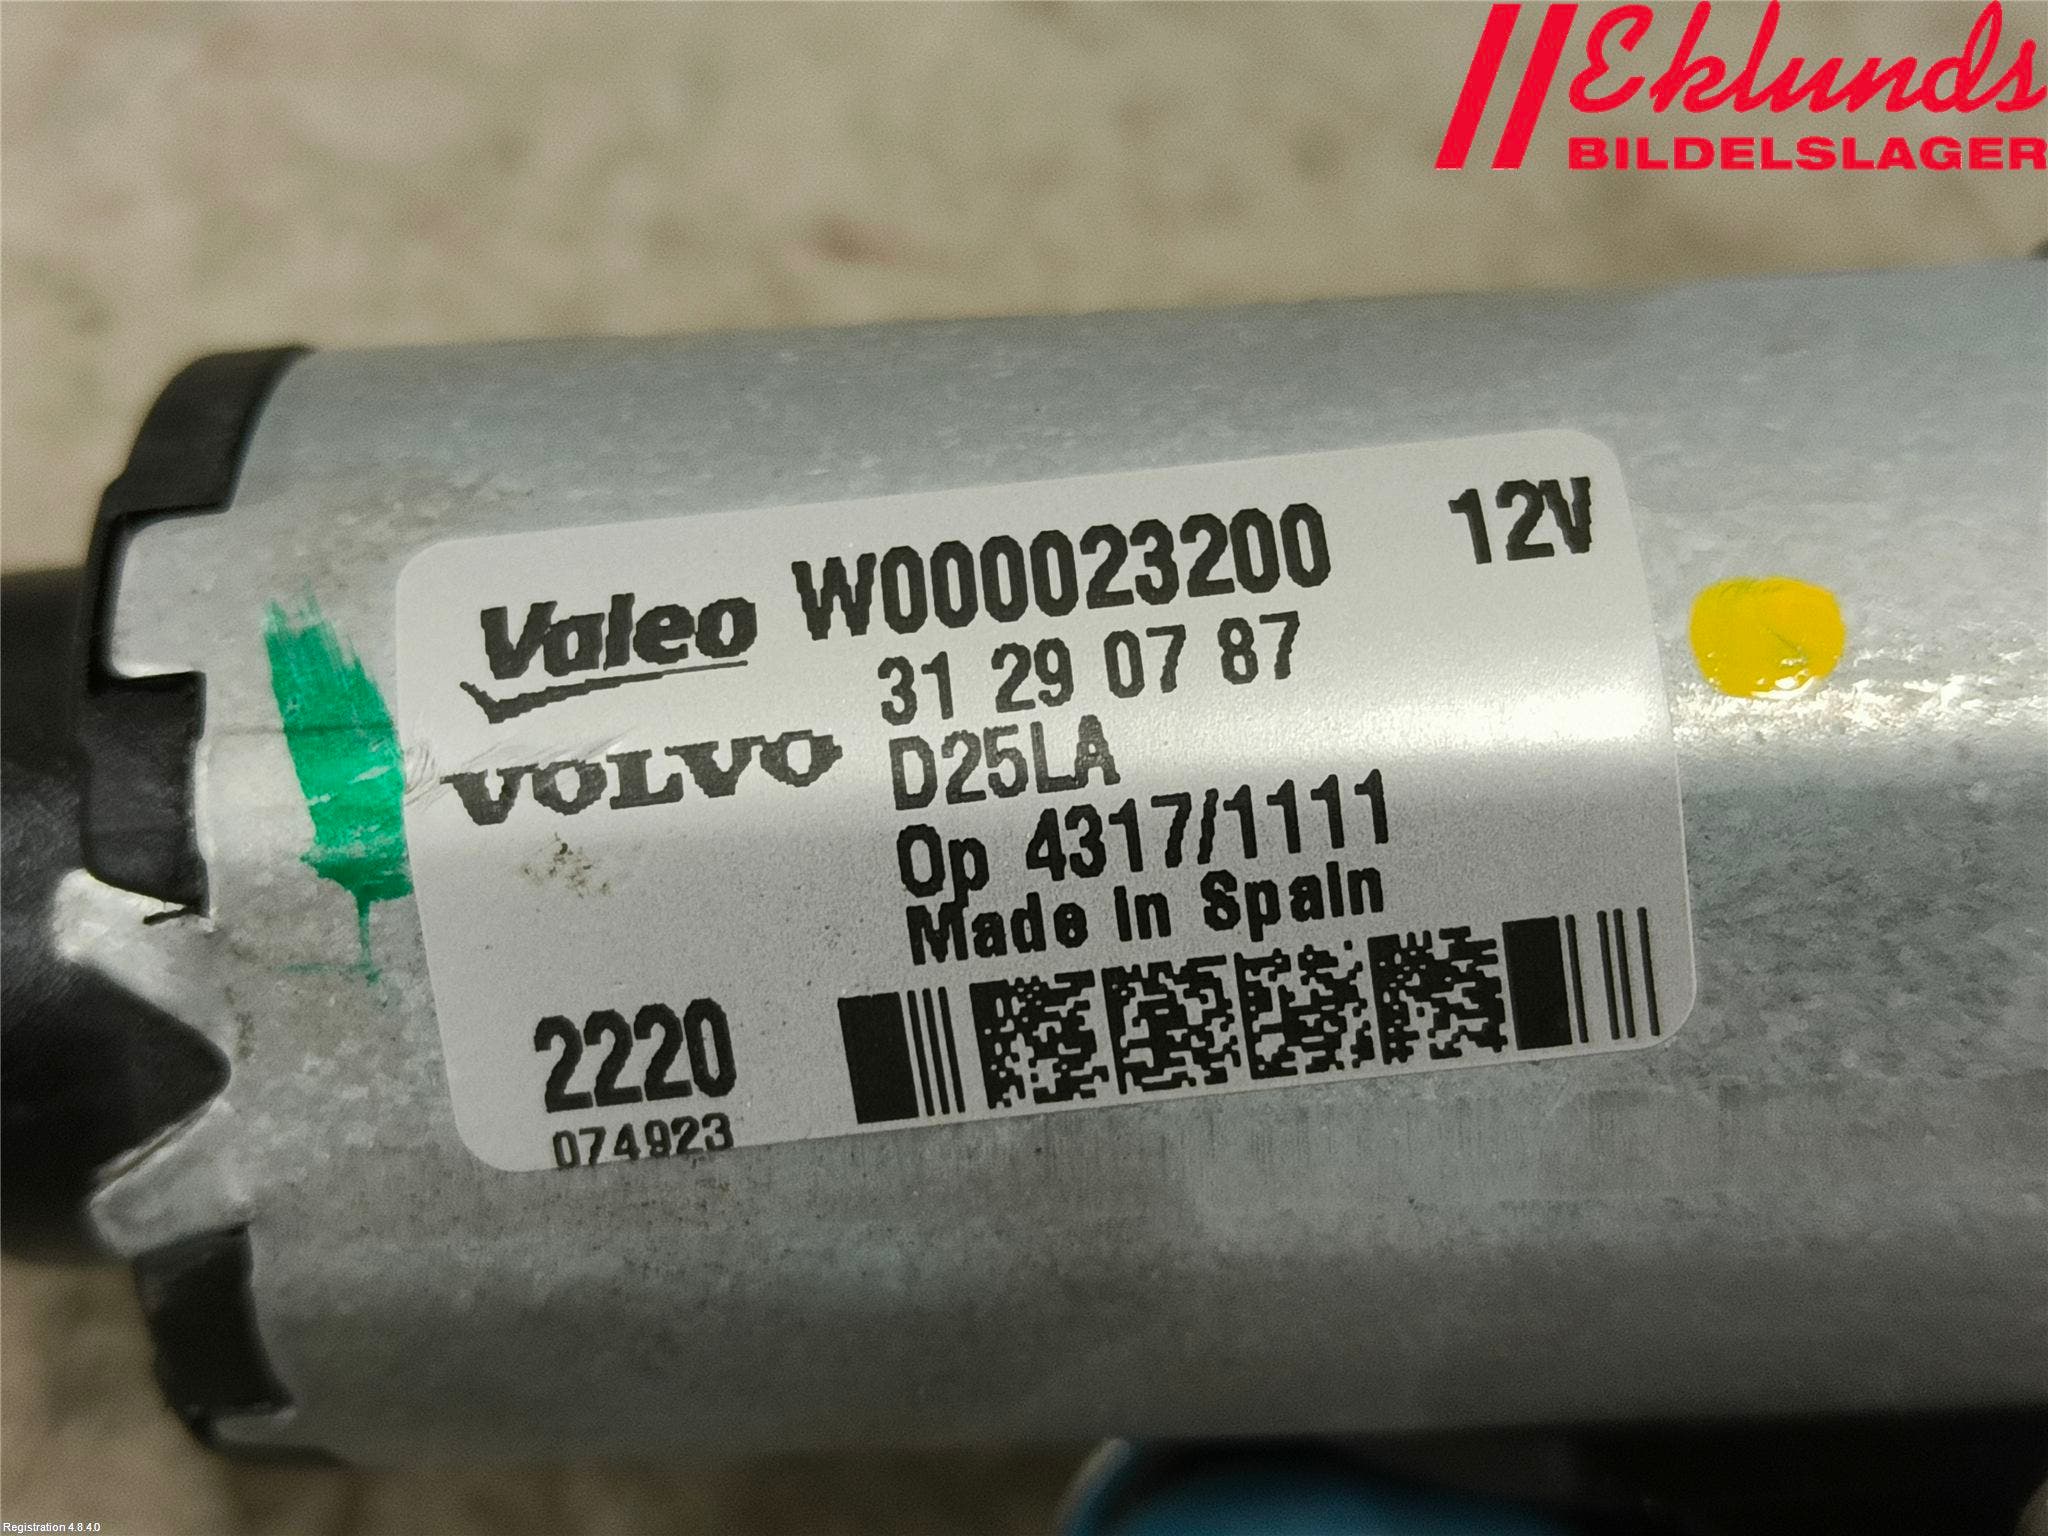 Eklunds
BILDELSLAGER
Valeo W000023200 12V
31 29 07 87
VOLVO D25LA
Op 4317/1111
Made in Spain
2220
074923
Registration 4.8.4.0